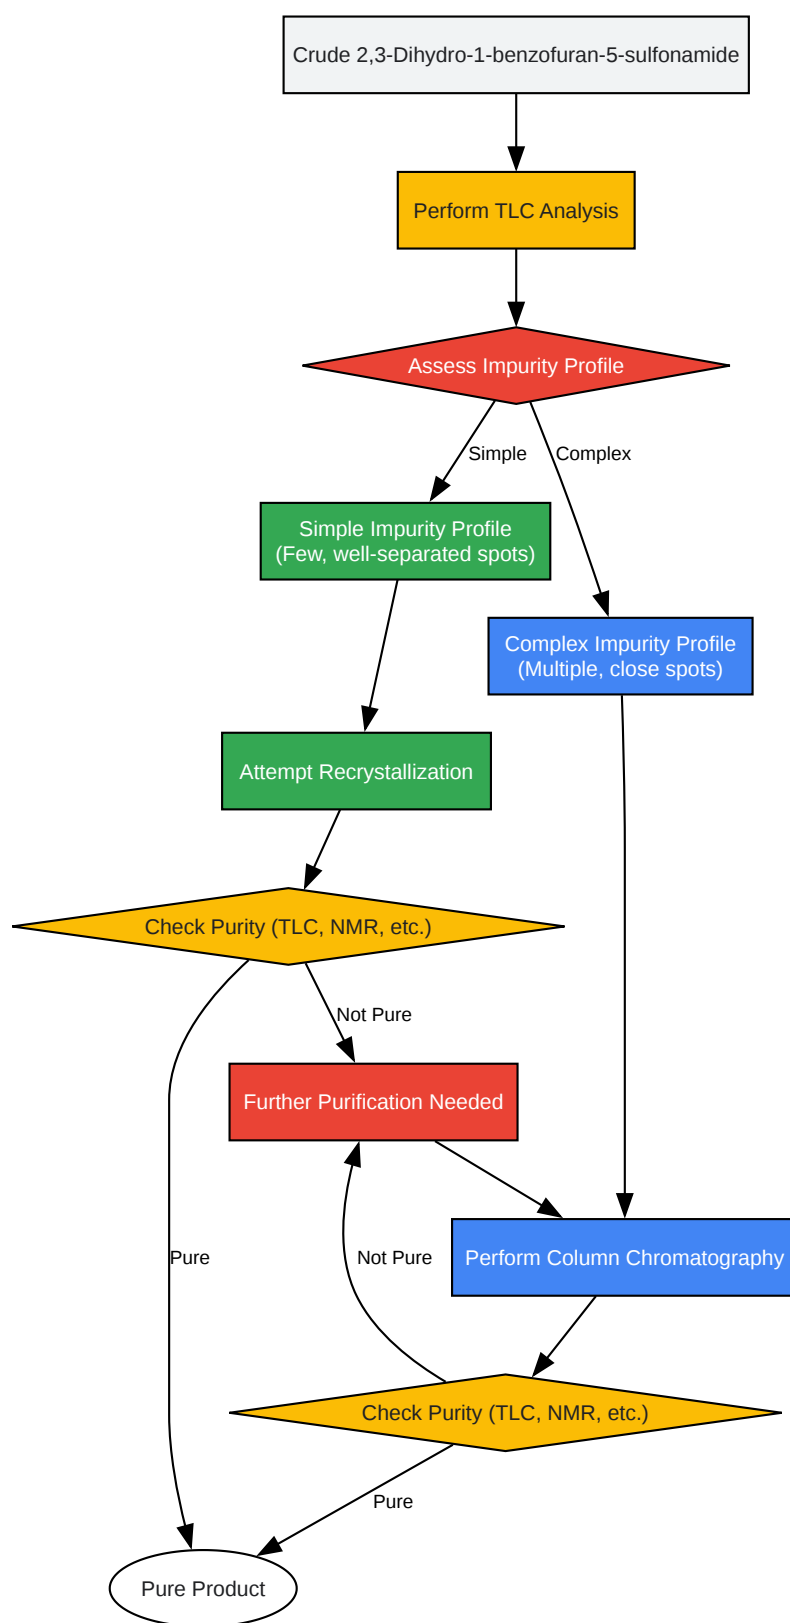 Crude 2,3-Dihydro-1-benzofuran-5-sulfonamide
Perform TLC Analysis
Assess Impurity Profile
Simple
Complex
Simple Impurity Profile
(Few, well-separated spots)
Complex Impurity Profile
(Multiple, close spots)
Attempt Recrystallization
Check Purity (TLC, NMR, etc.)
Not Pure
Further Purification Needed
Pure
Not Pure
Perform Column Chromatography
Check Purity (TLC, NMR, etc.)
Pure
Pure Product